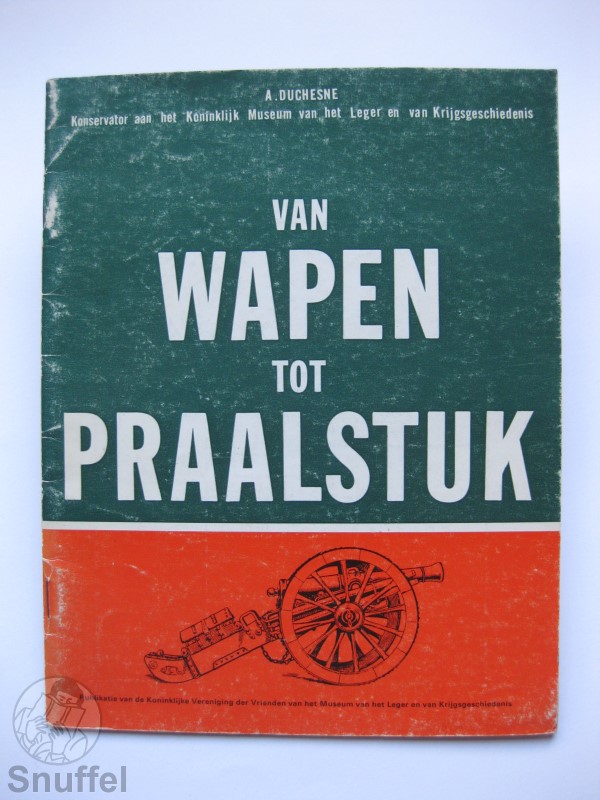 A. DUCHESNE
Konservator aan het Koninklijk Museum van het Leger en van Krijgsgeschiedenis
VAN
WAPEN
TOT
PRAALSTUK
Publikatie van de Koninklijke Vereniging der Vrienden van het Museum van het Leger en van Krijgsgeschiedenis
Snuffel